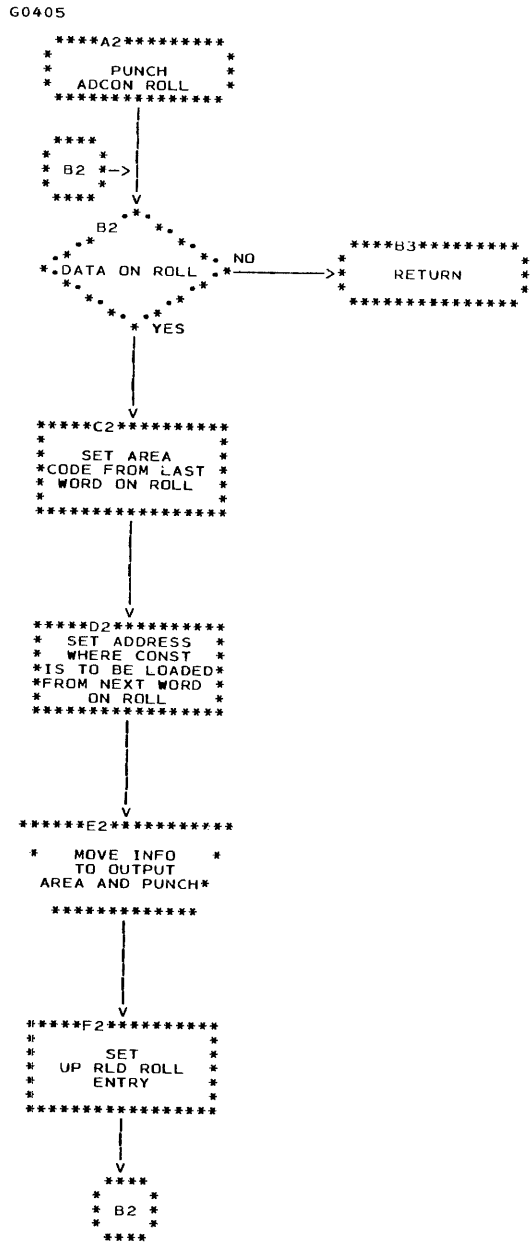 G0405
****A2*********
PUNCH
ADCON ROLL
****
B2
****
B2
DATA ON ROLL
NO
YES
****B3*********
RETURN
*****C2**********
SET AREA
CODE FROM LAST
WORD ON ROLL
*****D2**********
SET ADDRESS
WHERE CONST
IS TO BE LOADED
FROM NEXT WORD
ON ROLL
******E2***********
MOVE INFO
TO OUTPUT
AREA AND PUNCH
*****F2**********
SET
UP RLD ROLL
ENTRY
****
B2
****